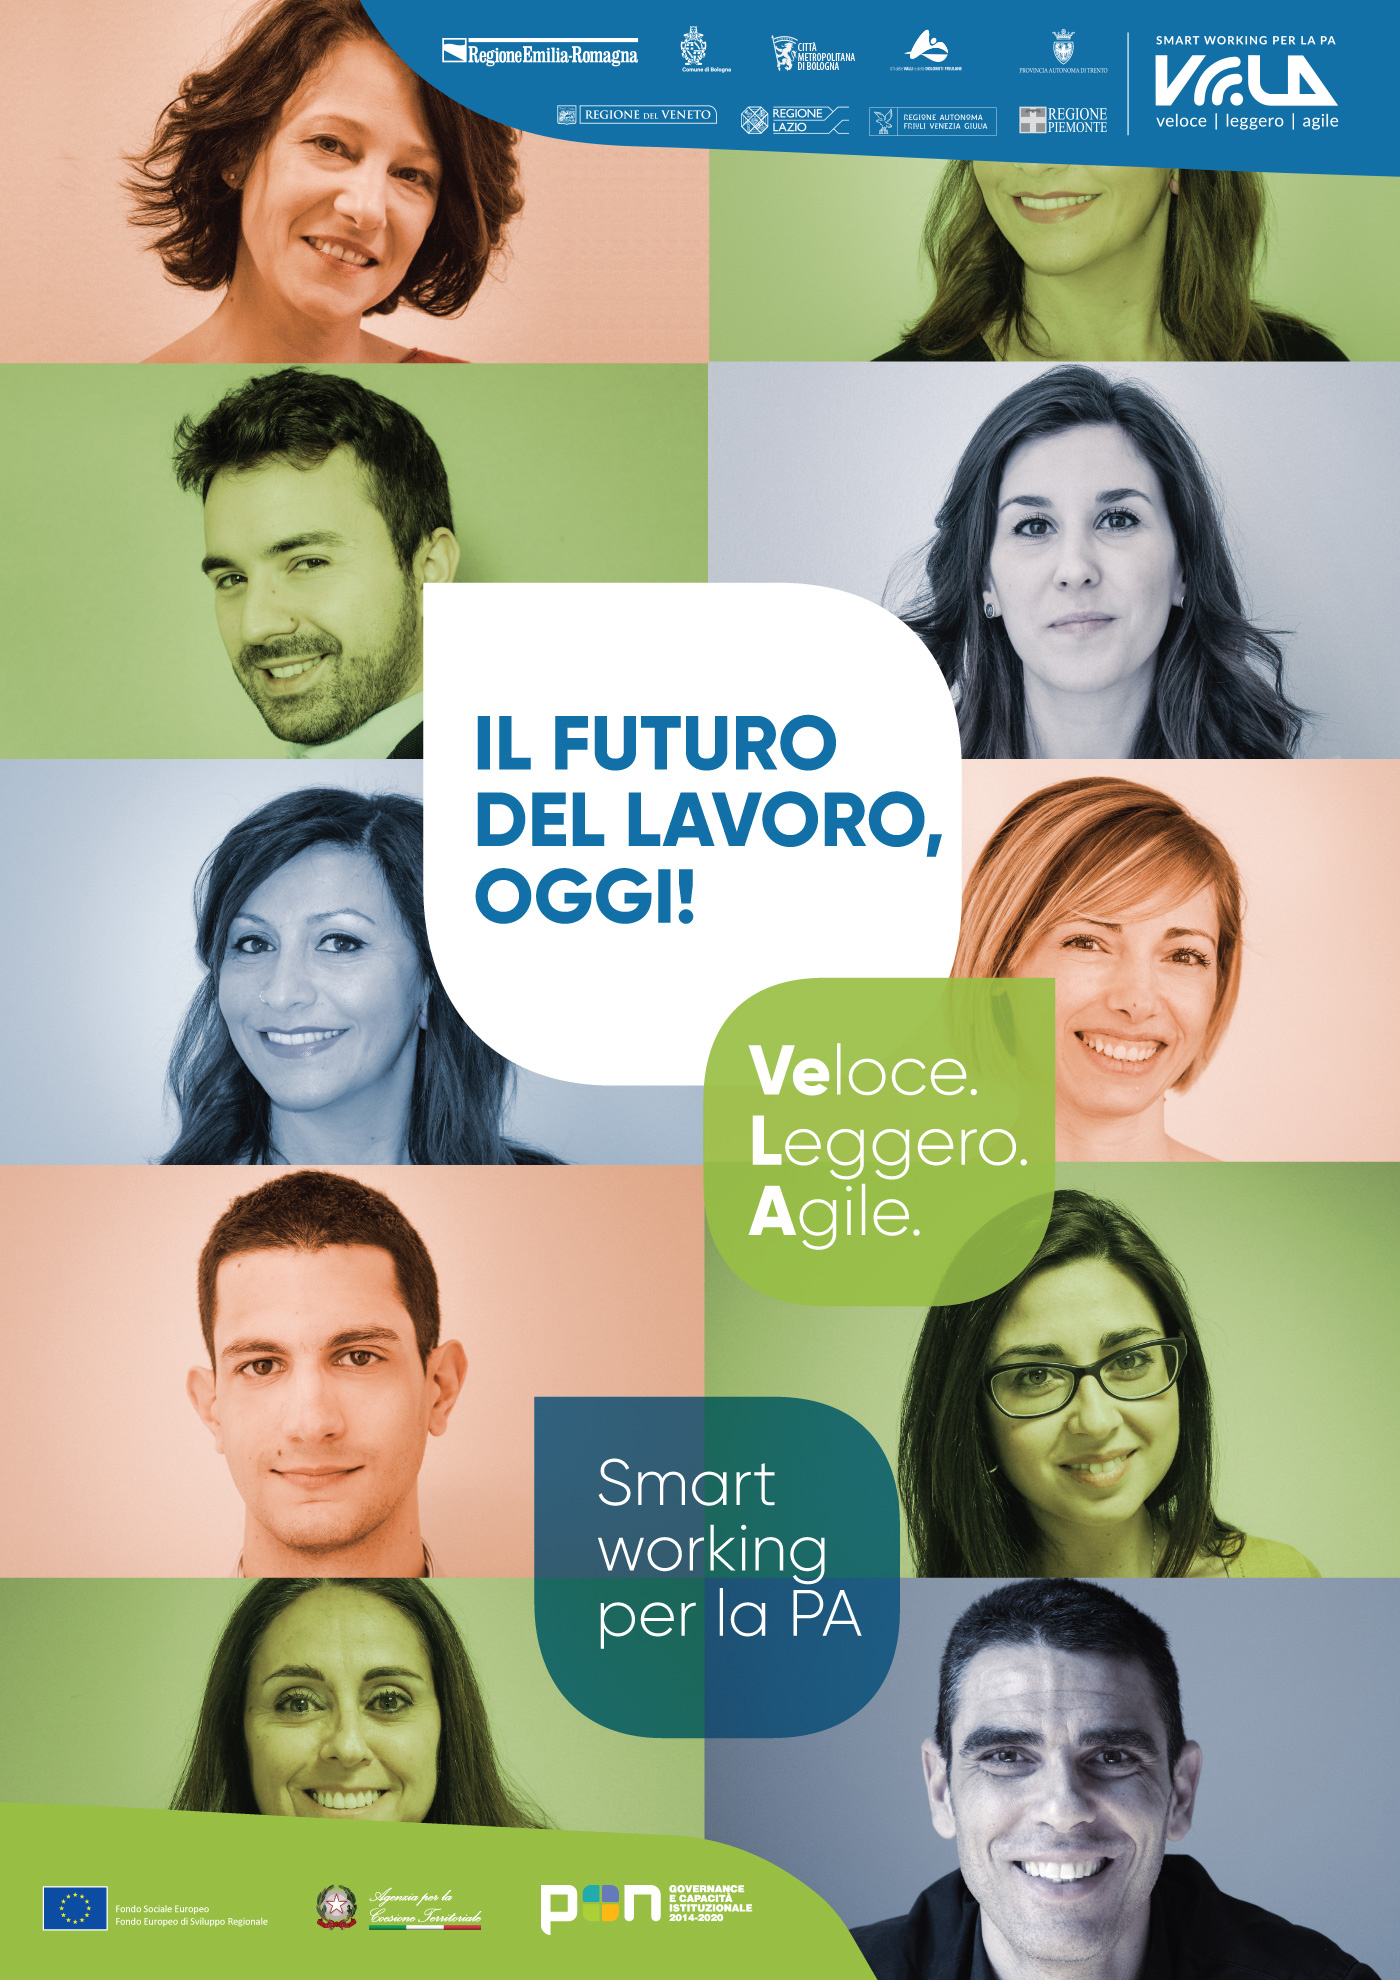 RegioneEmilia-Romagna
Comune di Bologna
CITTÀ
METROPOLITANA
DI BOLOGNA
PROVINCIA AUTONOMA DI TRENTO
REGIONE DEL VENETO
REGIONE
LAZIO
REGIONE AUTONOMA
FRIULI VENEZIA GIULIA
REGIONE
PIEMONTE
SMART WORKING PER LA PA
VeLA
veloce | leggero | agile
IL FUTURO
DEL LAVORO,
OGGI!
Veloce.
Leggero.
Agile.
Smart
working
per la PA
Fondo Sociale Europeo
Fondo Europeo di Sviluppo Regionale
Agenzia per la
Coesione Territoriale
pon
GOVERNANCE
E CAPACITÀ
ISTITUZIONALE
2014-2020